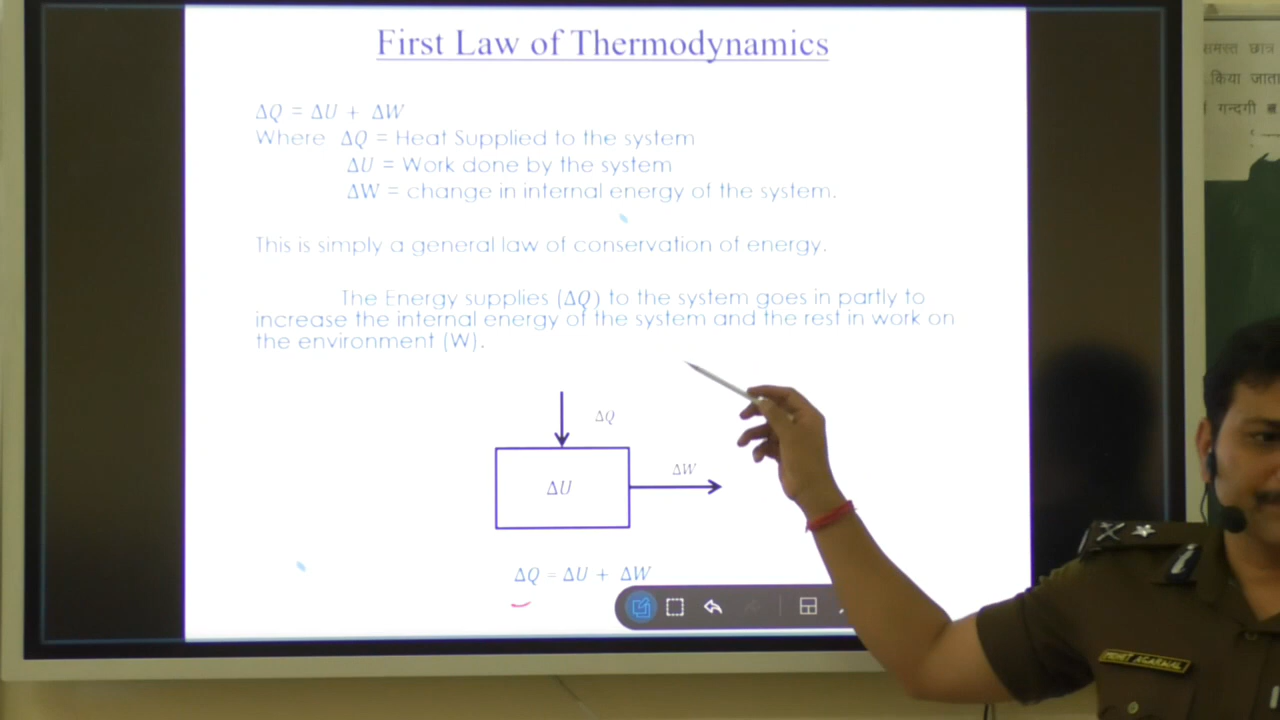 First Law of Thermodynamics
ΔQ = ΔU + ΔW
Where ΔQ = Heat Supplied to the system
ΔU = Work done by the system
ΔW = change in internal energy of the system.
This is simply a general law of conservation of energy.
The Energy supplies (ΔQ) to the system goes in partly to
increase the internal energy of the system and the rest in work on
the environment (W).
ΔQ
ΔW
ΔU
ΔQ = ΔU + ΔW
समस्त छात्र
किया जाता
गन्दगी
MOHIT AGARWAL